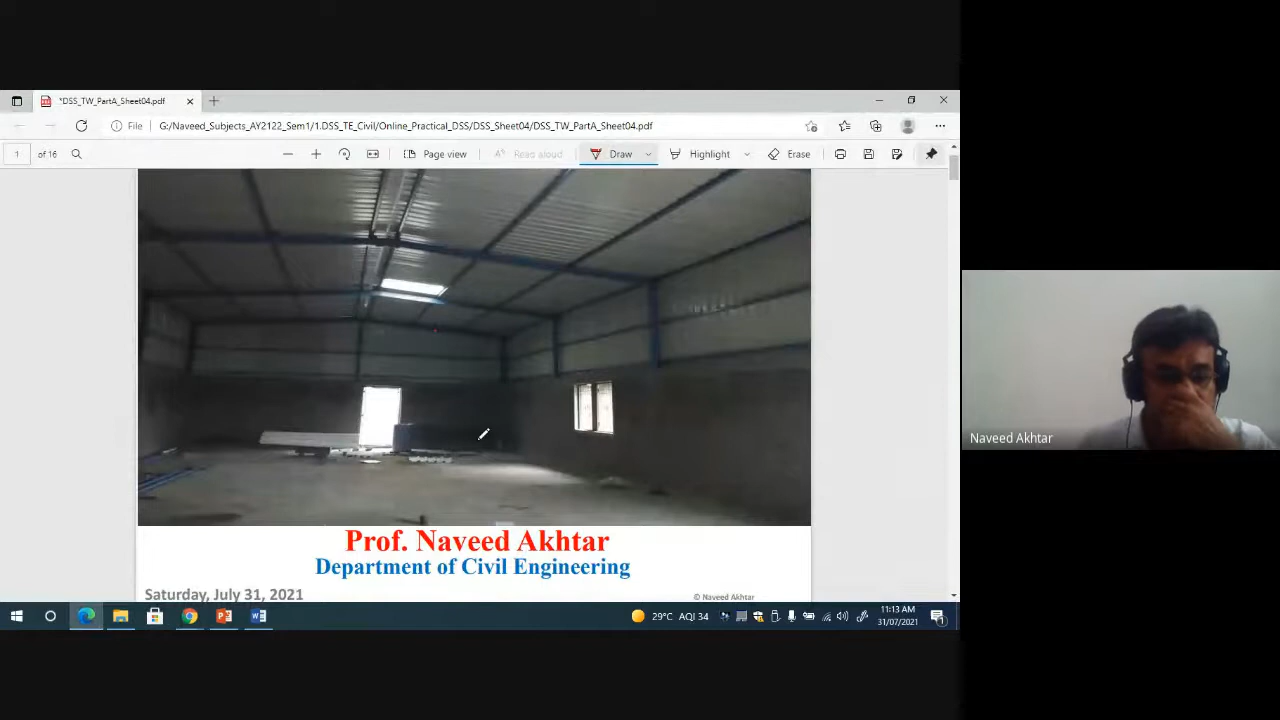 *DSS_TW_PartA_Sheet04.pdf
File G:/Naveed_Subjects_AY2122_Sem1/1.DSS_TE_Civil/Online_Practical_DSS/DSS_Sheet04/DSS_TW_PartA_Sheet04.pdf
1 of 16 Page view Read aloud Draw Highlight Erase
Prof. Naveed Akhtar
Department of Civil Engineering
Saturday, July 31, 2021 © Naveed Akhtar
29°C AQI 34 11:13 AM
31/07/2021
Naveed Akhtar